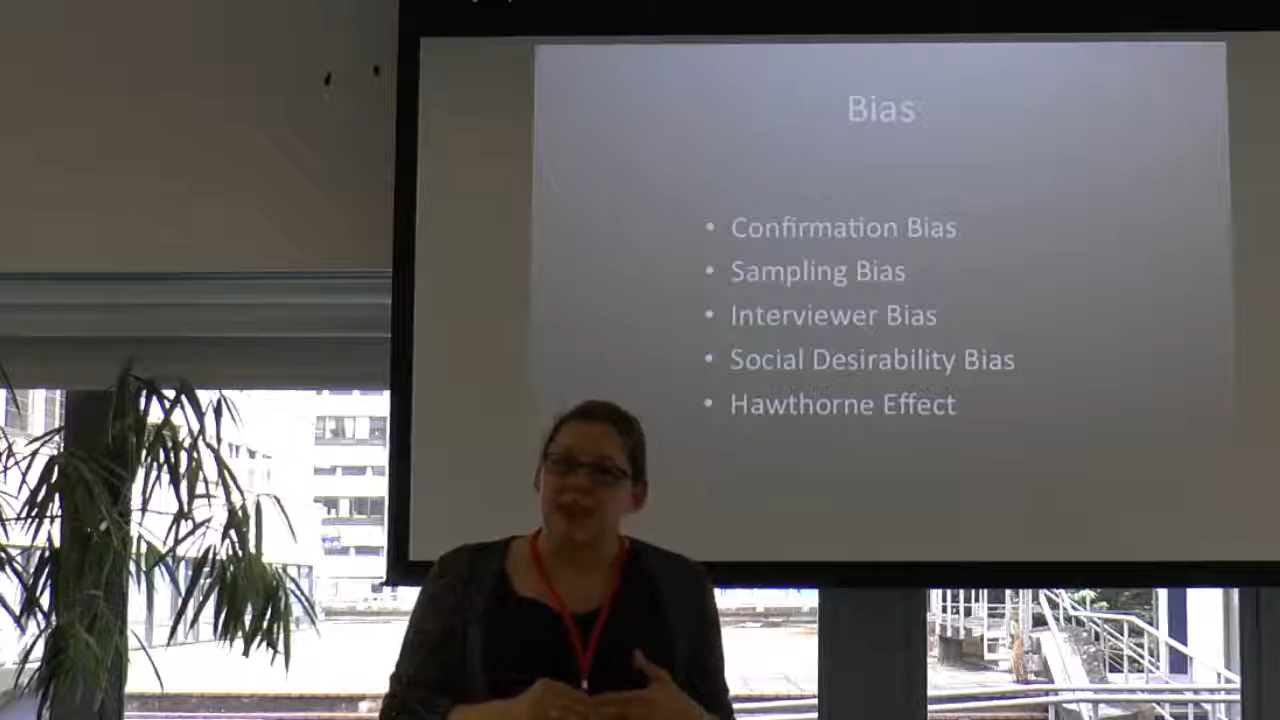 Bias
• Confirmation Bias
• Sampling Bias
• Interviewer Bias
• Social Desirability Bias
• Hawthorne Effect